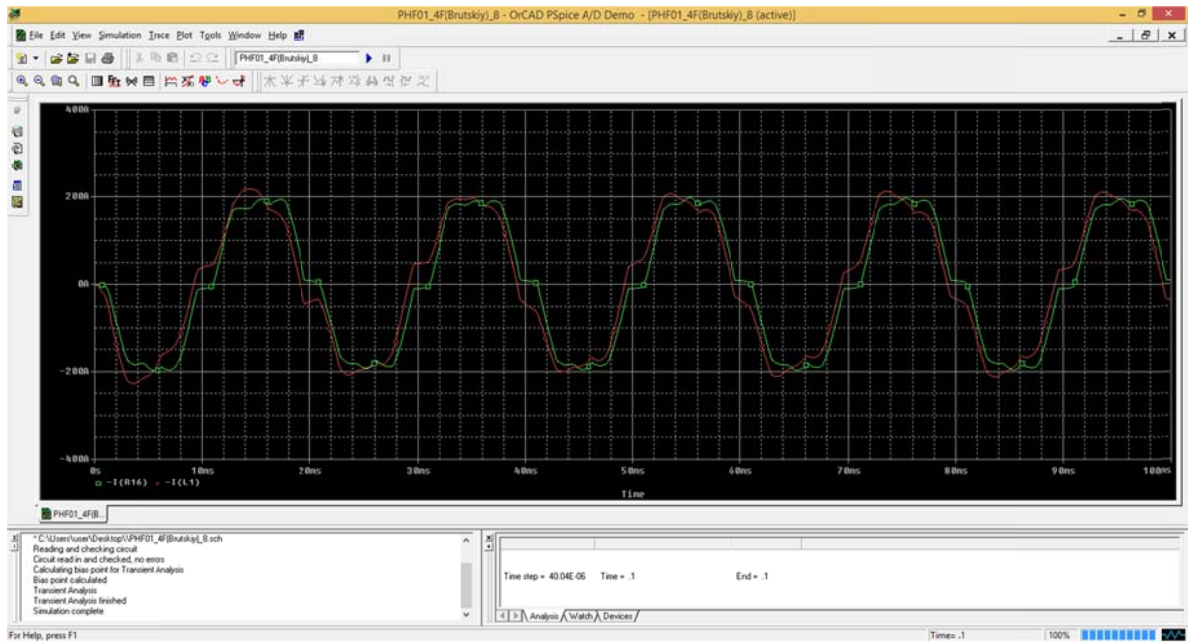 PHF01_4F(Brutskiy)_8 - OrCAD PSpice A/D Demo - [PHF01_4F(Brutskiy)_8 (active)]
File Edit View Simulation Trace Plot Tools Window Help
PHF01_4F(Brutskiy)_8
400A
200A
0A
-200A
-400A
0s 10ms 20ms 30ms 40ms 50ms 60ms 70ms 80ms 90ms 100ms
-I(R16) -I(L1)
Time
PHF01_4F(B...
* C:\Users\user\Desktop\\PHF01_4F(Brutskiy)_8.sch
Reading and checking circuit
Circuit read in and checked, no errors
Calculating bias point for Transient Analysis
Bias point calculated
Transient Analysis
Transient Analysis finished
Simulation complete
Time step = 40.04E-06 Time = .1 End = .1
Analysis Watch Devices
For Help, press F1
Time= .1 100%